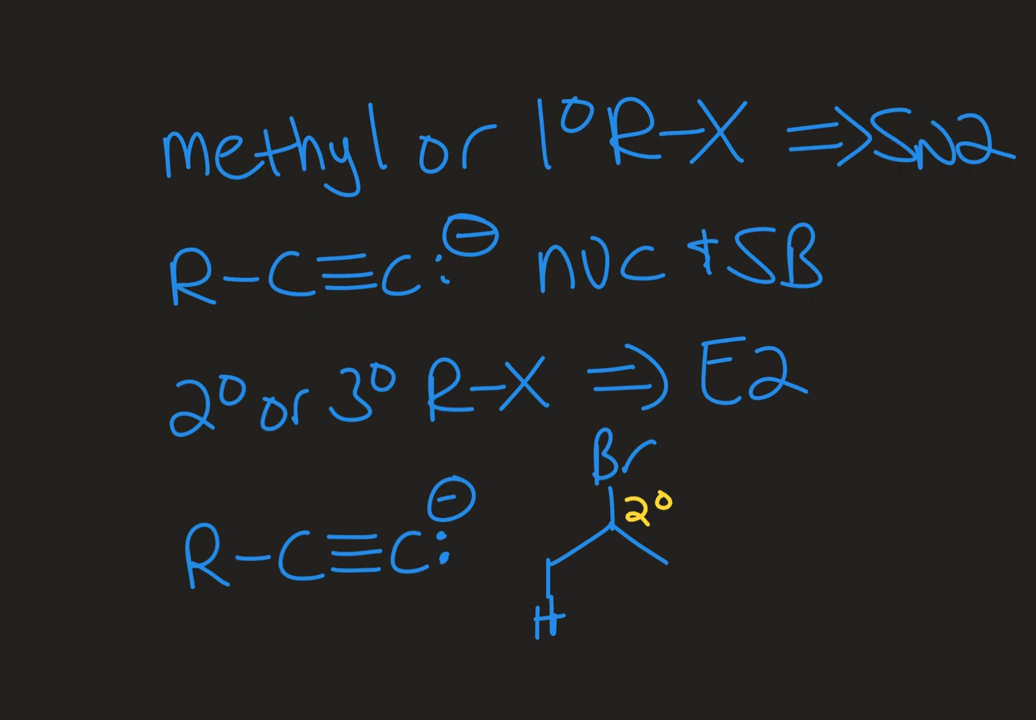 methyl or 1° R-X ⇒ SN2
R-C≡C:⊖ nuc + SB
2° or 3° R-X ⇒ E2
Br
2°
R-C≡C:⊖
H